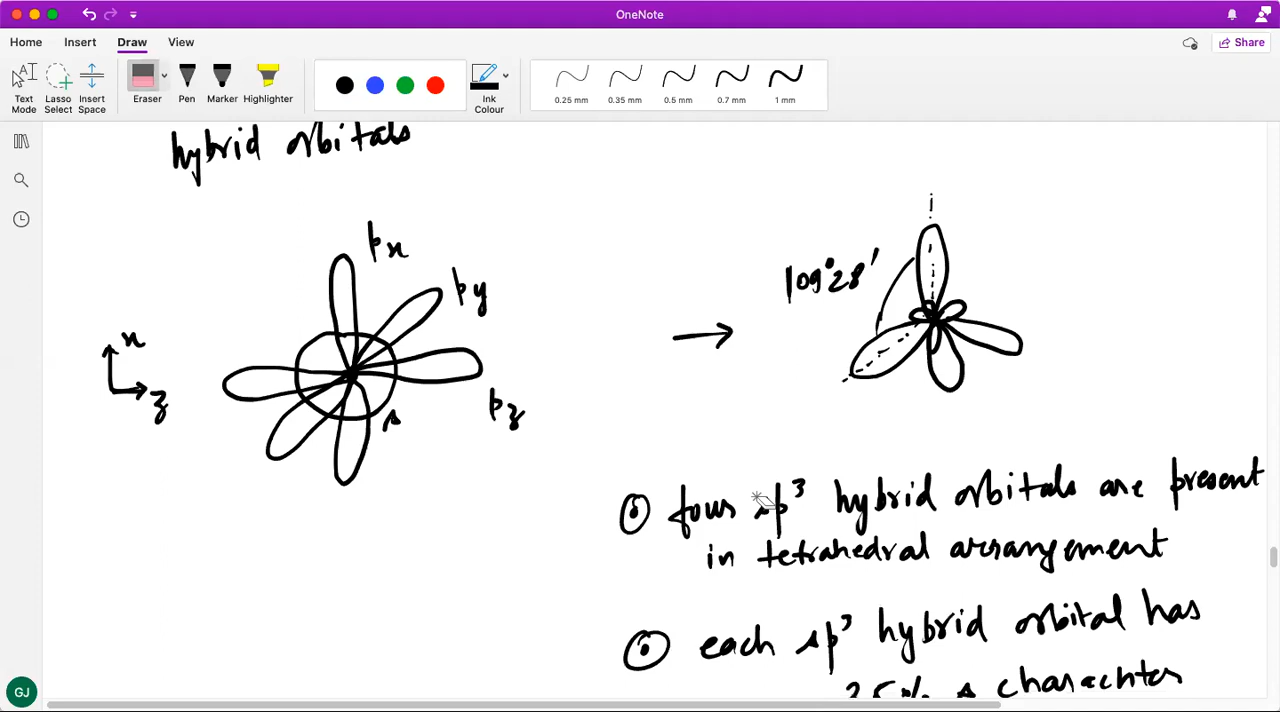 OneNote
Home Insert Draw View
Share
Text Mode
Lasso Select
Insert Space
Eraser
Pen
Marker
Highlighter
Ink Colour
0.25 mm
0.35 mm
0.5 mm
0.7 mm
1 mm
hybrid orbitals
px
py
pz
s
x
z
109°28'
four sp³ hybrid orbitals are present
in tetrahedral arrangement
each sp³ hybrid orbital has
25% s charachter
GJ